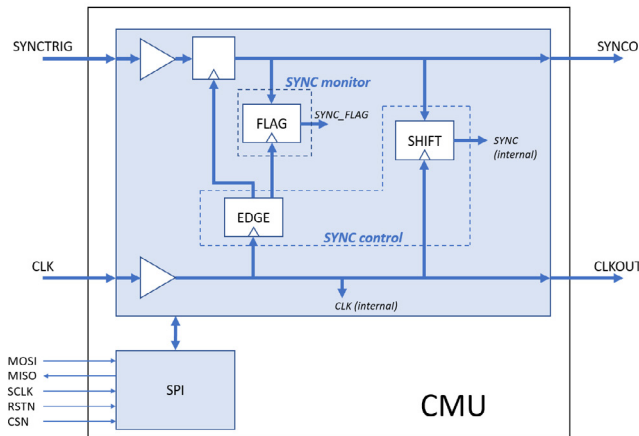 SYNCTRIG
SYNCO
SYNC monitor
FLAG
SYNC_FLAG
SHIFT
SYNC
(internal)
EDGE
SYNC control
CLK
CLKOUT
CLK (internal)
MOSI
MISO
SCLK
RSTN
CSN
SPI
CMU